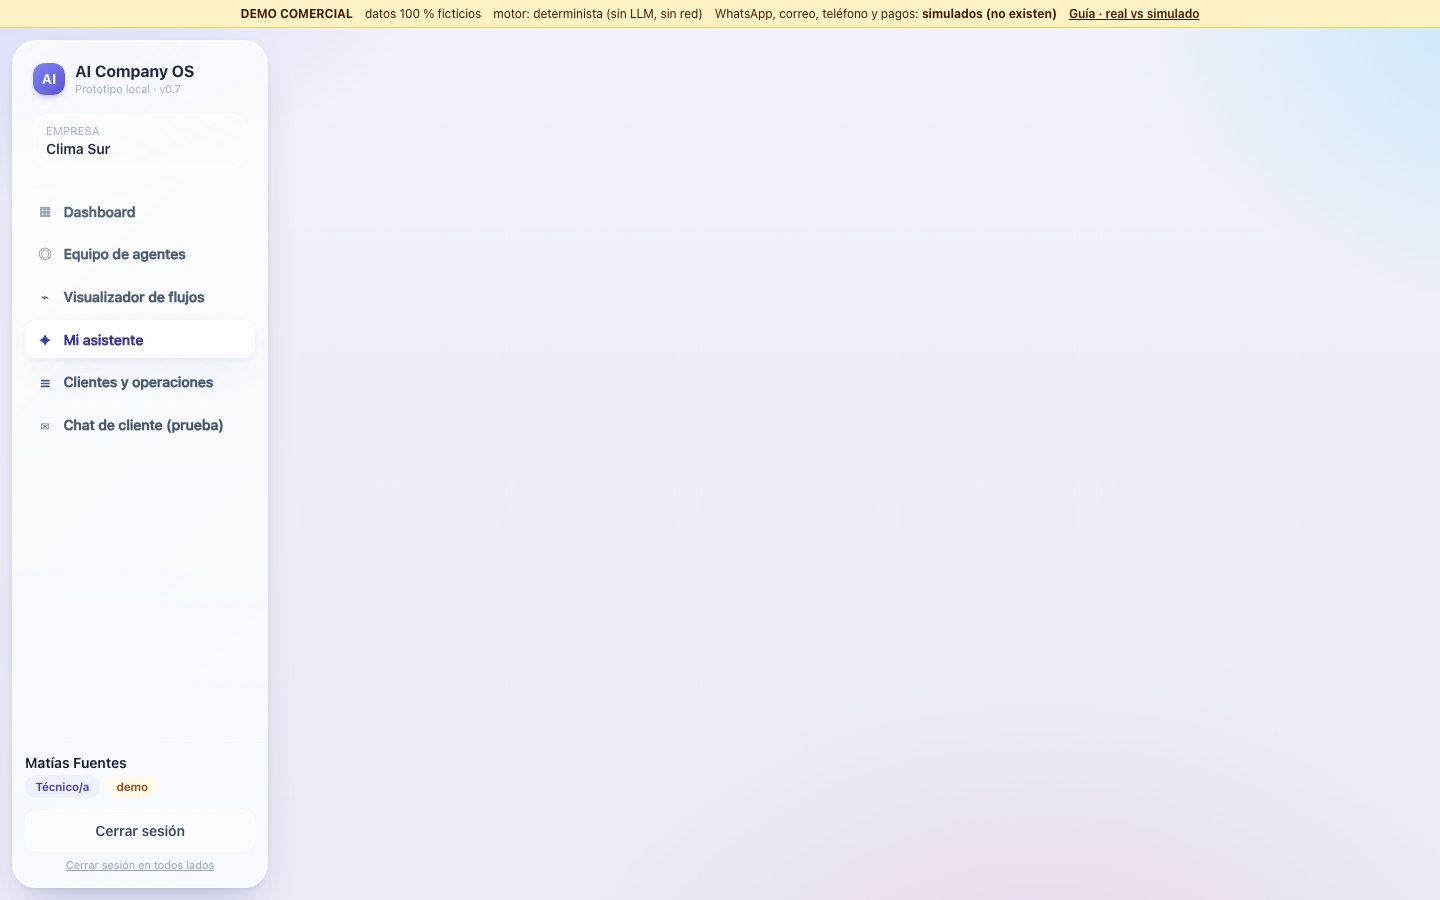 DEMO COMERCIAL datos 100 % ficticios motor: determinista (sin LLM, sin red) WhatsApp, correo, teléfono y pagos: simulados (no existen) Guía · real vs simulado
AI
AI Company OS
Prototipo local · v0.7
EMPRESA
Clima Sur
Dashboard
Equipo de agentes
Visualizador de flujos
Mi asistente
Clientes y operaciones
Chat de cliente (prueba)
Matías Fuentes
Técnico/a demo
Cerrar sesión
Cerrar sesión en todos lados